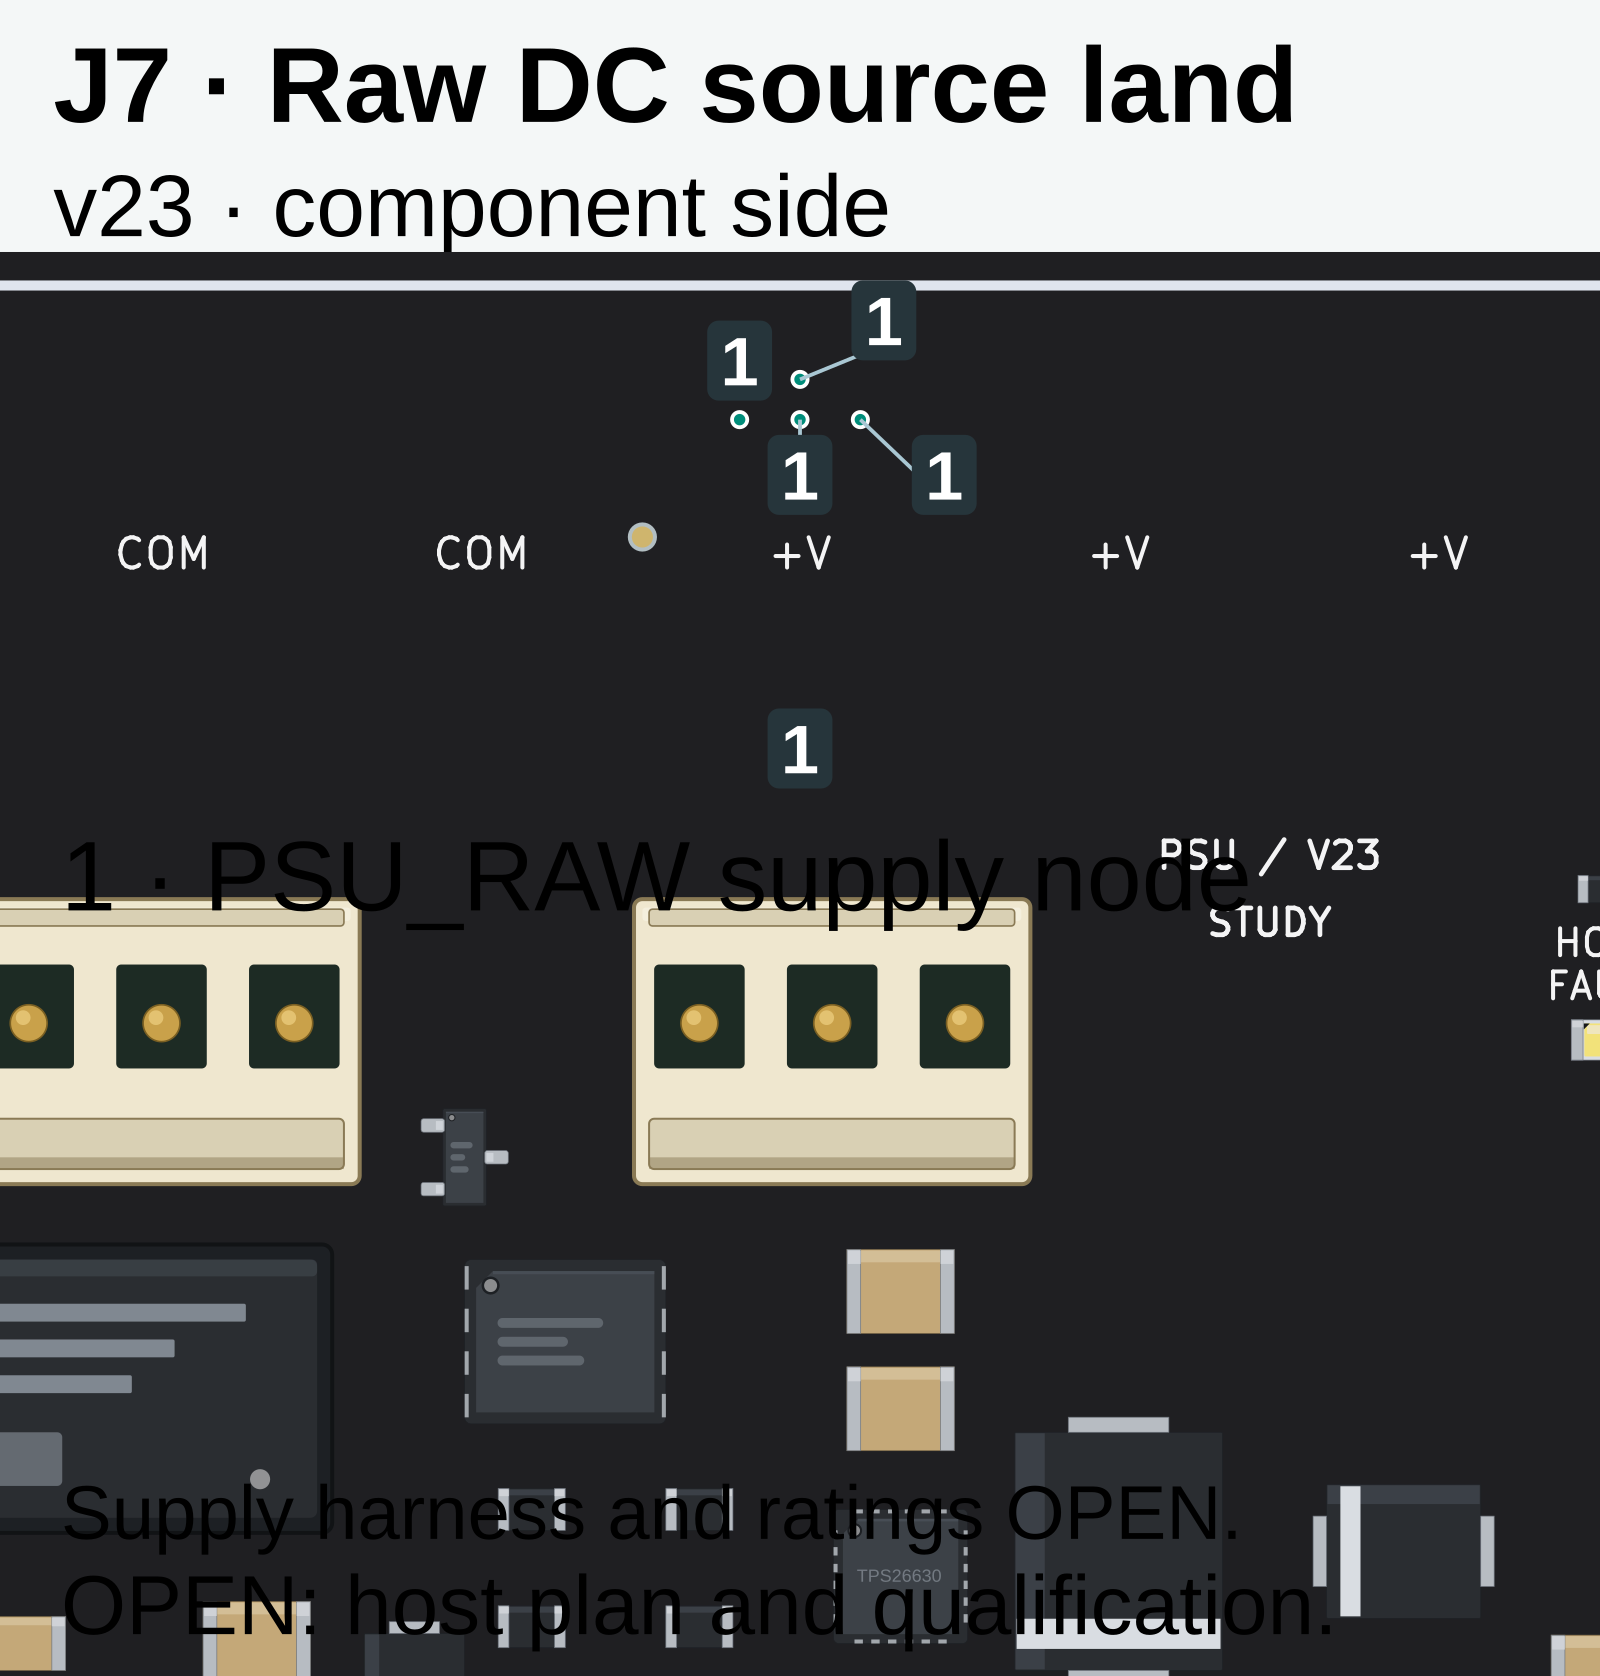 J7 · Raw DC source land
v23 · component side
1
1
1
1
COM COM +V +V +V
1
1 · PSU_RAW supply node
PSU / V23
STUDY
Supply harness and ratings OPEN.
TPS26630
OPEN: host plan and qualification.